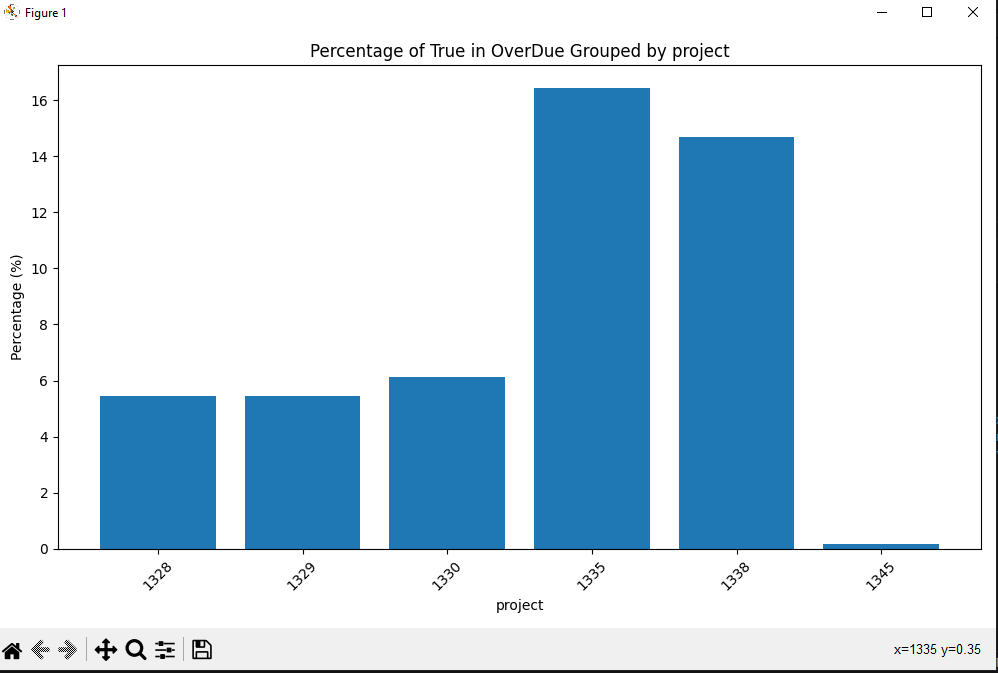 Figure 1
Percentage of True in OverDue Grouped by project
Percentage (%)
16
14
12
10
8
6
4
2
0
1328 1329 1330 1335 1338 1345
project
x=1335 y=0.35